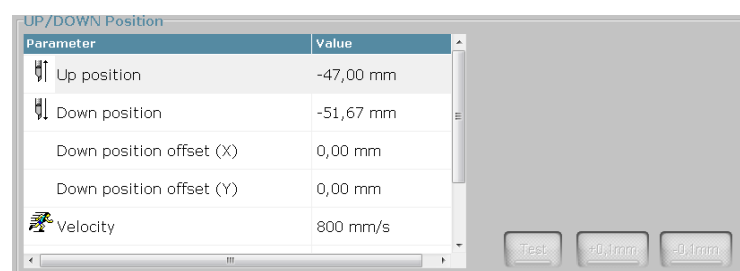 UP/DOWN Position
Parameter Value
Up position -47,00 mm
Down position -51,67 mm
Down position offset (X) 0,00 mm
Down position offset (Y) 0,00 mm
Velocity 800 mm/s
Test +0,1mm -0,1mm